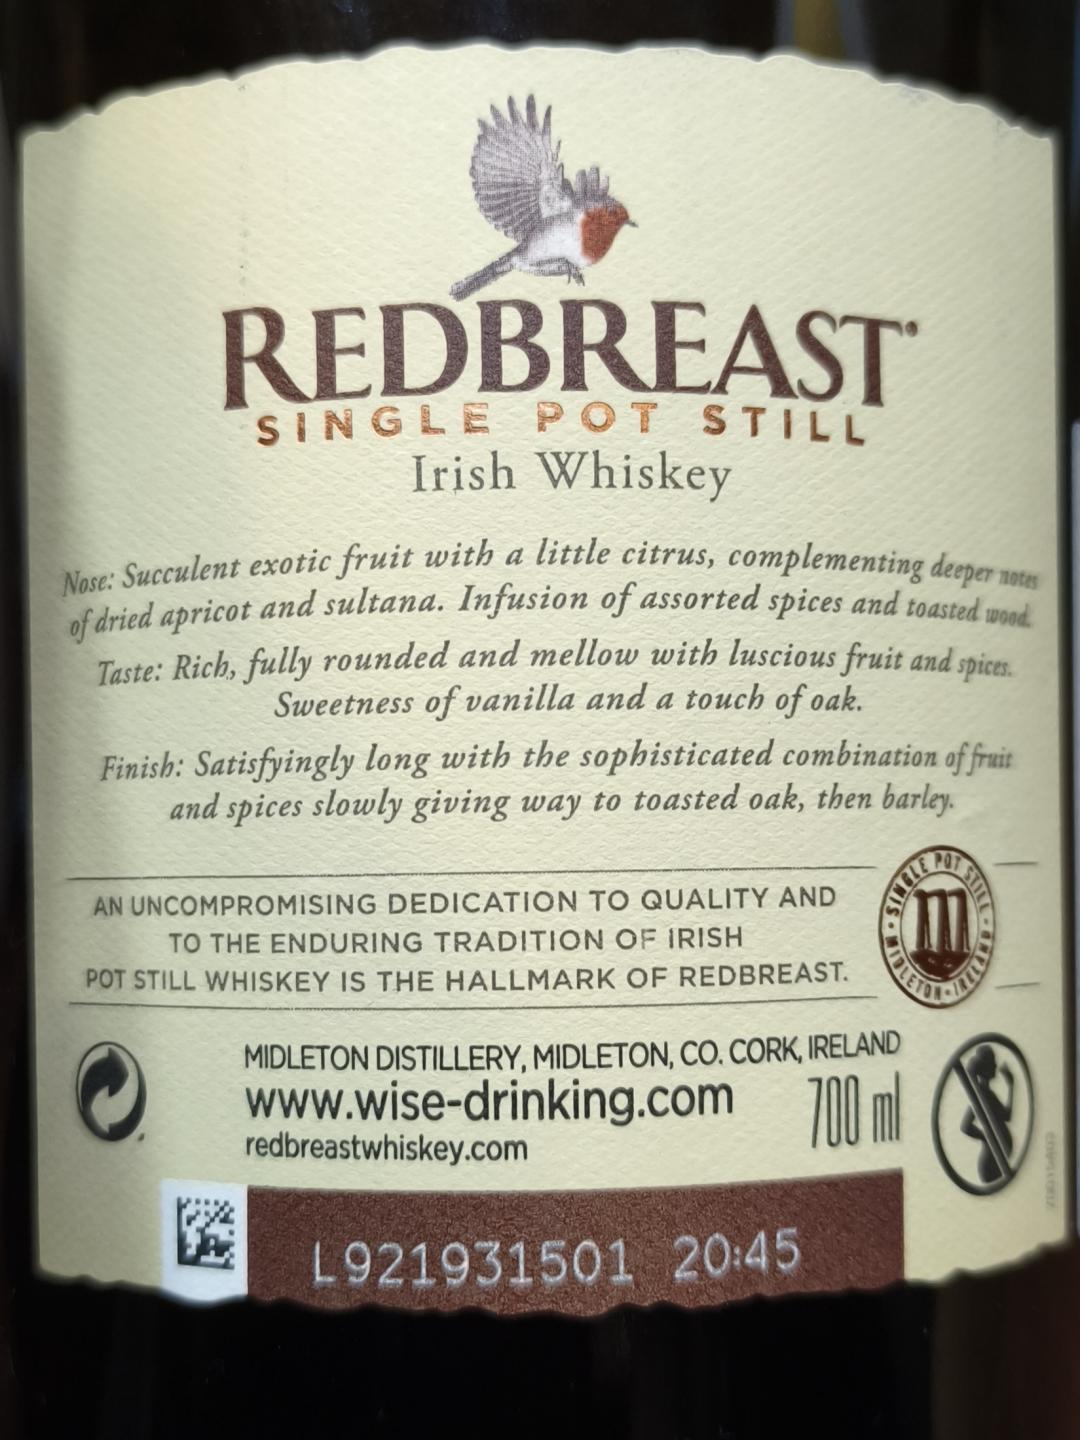 REDBREAST
SINGLE POT STILL
Irish Whiskey
Nose: Succulent exotic fruit with a little citrus, complementing deeper notes
of dried apricot and sultana. Infusion of assorted spices and toasted wood.
Taste: Rich, fully rounded and mellow with luscious fruit and spices.
Sweetness of vanilla and a touch of oak.
Finish: Satisfyingly long with the sophisticated combination of fruit
and spices slowly giving way to toasted oak, then barley.
AN UNCOMPROMISING DEDICATION TO QUALITY AND
TO THE ENDURING TRADITION OF IRISH
POT STILL WHISKEY IS THE HALLMARK OF REDBREAST.
SINGLE POT STILL
MIDLETON • IRELAND
MIDLETON DISTILLERY, MIDLETON, CO. CORK, IRELAND
www.wise-drinking.com
700 ml
redbreastwhiskey.com
L921931501 20:45